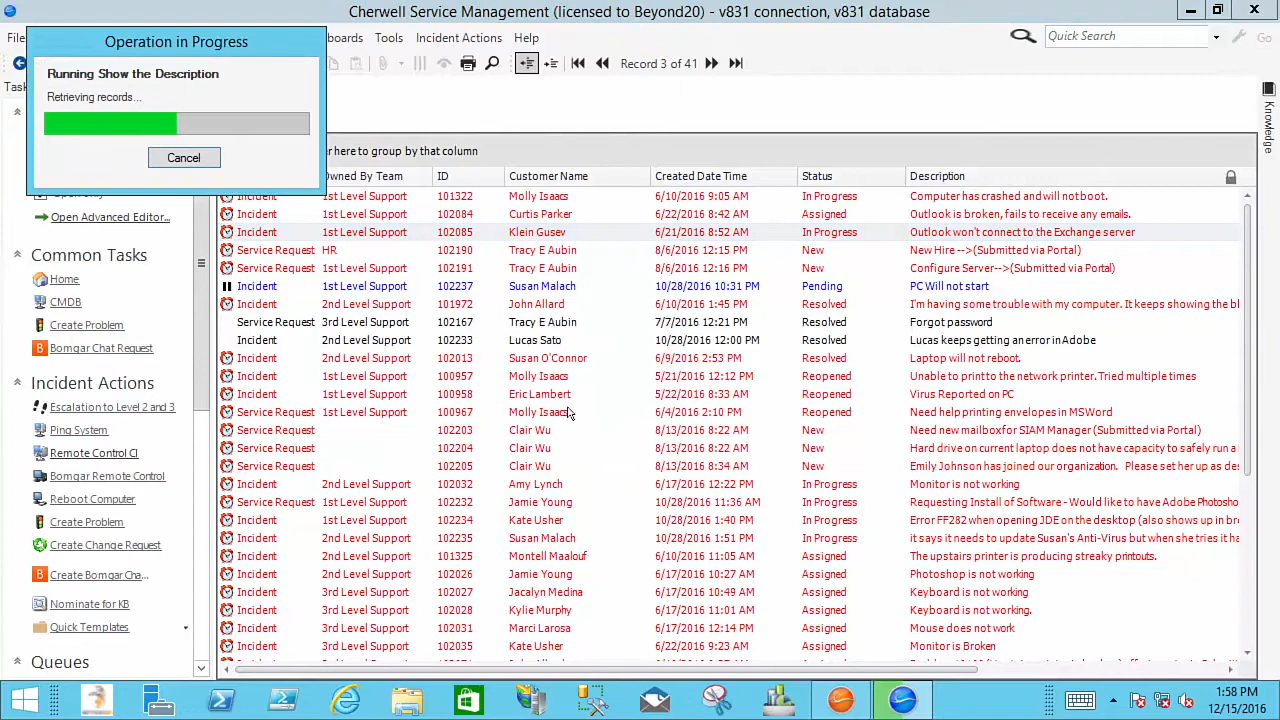 Cherwell Service Management (licensed to Beyond20) - v831 connection, v831 database
Operation in Progress
Running Show the Description
Retrieving records...
Cancel
Tools Incident Actions Help
Quick Search Go
Record 3 of 41
Knowledge
here to group by that column
Owned By Team ID Customer Name Created Date Time Status Description
Incident 1st Level Support 101322 Molly Isaacs 6/10/2016 9:05 AM In Progress Computer has crashed and will not boot.
Incident 1st Level Support 102084 Curtis Parker 6/22/2016 8:42 AM Assigned Outlook is broken, fails to receive any emails.
Incident 1st Level Support 102085 Klein Gusev 6/21/2016 8:52 AM In Progress Outlook won't connect to the Exchange server
Service Request HR 102190 Tracy E Aubin 8/6/2016 12:15 PM New New Hire -->(Submitted via Portal)
Service Request 1st Level Support 102191 Tracy E Aubin 8/6/2016 12:16 PM New Configure Server-->(Submitted via Portal)
Incident 1st Level Support 102237 Susan Malach 10/28/2016 10:31 PM Pending PC Will not start
Incident 2nd Level Support 101972 John Allard 6/10/2016 1:45 PM Resolved I'm having some trouble with my computer. It keeps showing the bl
Service Request 3rd Level Support 102167 Tracy E Aubin 7/7/2016 12:21 PM Resolved Forgot password
Incident 2nd Level Support 102233 Lucas Sato 10/28/2016 12:00 PM Resolved Lucas keeps getting an error in Adobe
Incident 2nd Level Support 102013 Susan O'Connor 6/9/2016 2:53 PM Resolved Laptop will not reboot.
Incident 1st Level Support 100957 Molly Isaacs 5/21/2016 12:12 PM Reopened Unable to print to the network printer. Tried multiple times
Incident 1st Level Support 100958 Eric Lambert 5/22/2016 8:33 AM Reopened Virus Reported on PC
Service Request 1st Level Support 100967 Molly Isaacs 6/4/2016 2:10 PM Reopened Need help printing envelopes in MS Word
Service Request 102203 Clair Wu 8/13/2016 8:22 AM New Need new mailbox for SIAM Manager (Submitted via Portal)
Service Request 102204 Clair Wu 8/13/2016 8:22 AM New Hard drive on current laptop does not have capacity to safely run a
Service Request 102205 Clair Wu 8/13/2016 8:34 AM New Emily Johnson has joined our organization. Please set her up as des
Incident 2nd Level Support 102032 Amy Lynch 6/17/2016 12:22 PM In Progress Monitor is not working
Service Request 1st Level Support 102232 Jamie Young 10/28/2016 11:36 AM In Progress Requesting Install of Software - Would like to have Adobe Photosho
Incident 1st Level Support 102234 Kate Usher 10/28/2016 1:40 PM In Progress Error FF282 when opening JDE on the desktop (also shows up in br
Incident 2nd Level Support 102235 Susan Malach 10/28/2016 1:51 PM In Progress it says it needs to update Susan's Anti-Virus but when she tries it ha
Incident 2nd Level Support 101325 Montell Maalouf 6/10/2016 11:05 AM Assigned The upstairs printer is producing streaky printouts.
Incident 2nd Level Support 102026 Jamie Young 6/17/2016 10:27 AM Assigned Photoshop is not working
Incident 3rd Level Support 102027 Jacalyn Medina 6/17/2016 10:49 AM Assigned Keyboard is not working
Incident 3rd Level Support 102028 Kylie Murphy 6/17/2016 11:01 AM Assigned Keyboard is not working.
Incident 3rd Level Support 102031 Marci Larosa 6/17/2016 12:14 PM Assigned Mouse does not work
Incident 3rd Level Support 102035 Kate Usher Assigned Monitor is Broken
Open Advanced Editor...
Common Tasks
Home
CMDB
Create Problem
Bomgar Chat Request
Incident Actions
Escalation to Level 2 and 3
Ping System
Remote Control CI
Bomgar Remote Control
Reboot Computer
Create Problem
Create Change Request
Create Bomgar Cha...
Nominate for KB
Quick Templates
Queues
1:58 PM
12/15/2016